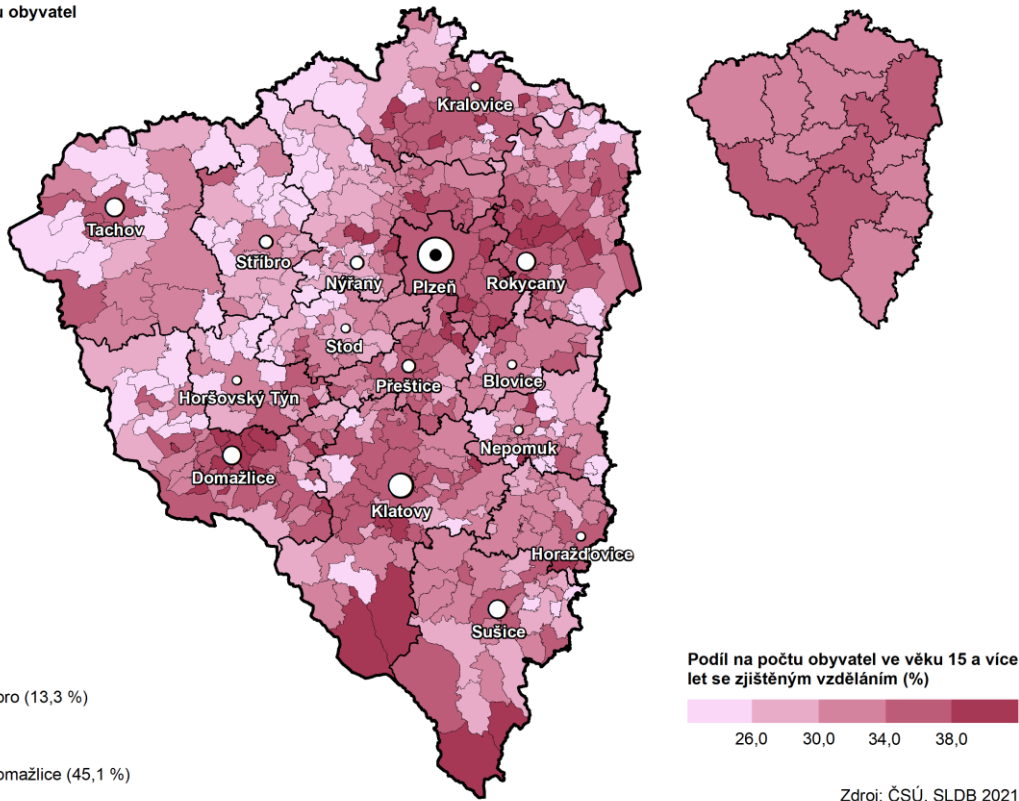 u obyvatel
Kralovice
Tachov
Stříbro
Nýřany
Plzeň
Rokycany
Stod
Přeštice
Blovice
Horšovský Týn
Nepomuk
Domažlice
Klatovy
Horažďovice
Sušice
Podíl na počtu obyvatel ve věku 15 a více
let se zjištěným vzděláním (%)
26,0 30,0 34,0 38,0
bro (13,3 %)
omažlice (45,1 %)
Zdroj: ČSÚ, SLDB 2021